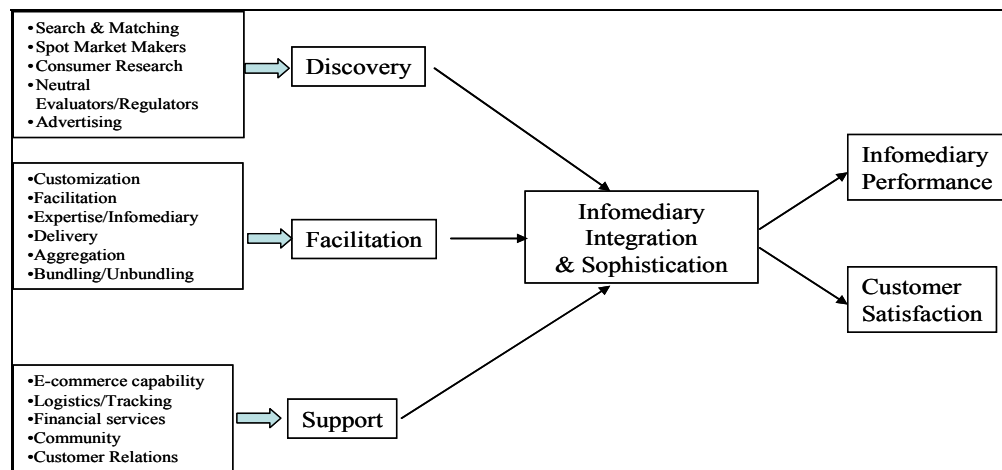 •Search & Matching
•Spot Market Makers
•Consumer Research
•Neutral
Evaluators/Regulators
•Advertising
Discovery
•Customization
•Facilitation
•Expertise/Infomediary
•Delivery
•Aggregation
•Bundling/Unbundling
Facilitation
•E-commerce capability
•Logistics/Tracking
•Financial services
•Community
•Customer Relations
Support
Infomediary
Integration
& Sophistication
Infomediary
Performance
Customer
Satisfaction